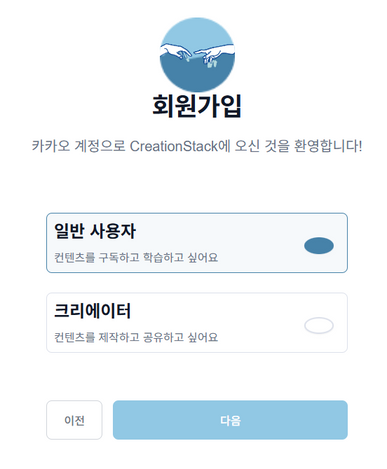 회원가입
카카오 계정으로 CreationStack에 오신 것을 환영합니다!
일반 사용자
컨텐츠를 구독하고 학습하고 싶어요
크리에이터
컨텐츠를 제작하고 공유하고 싶어요
이전
다음